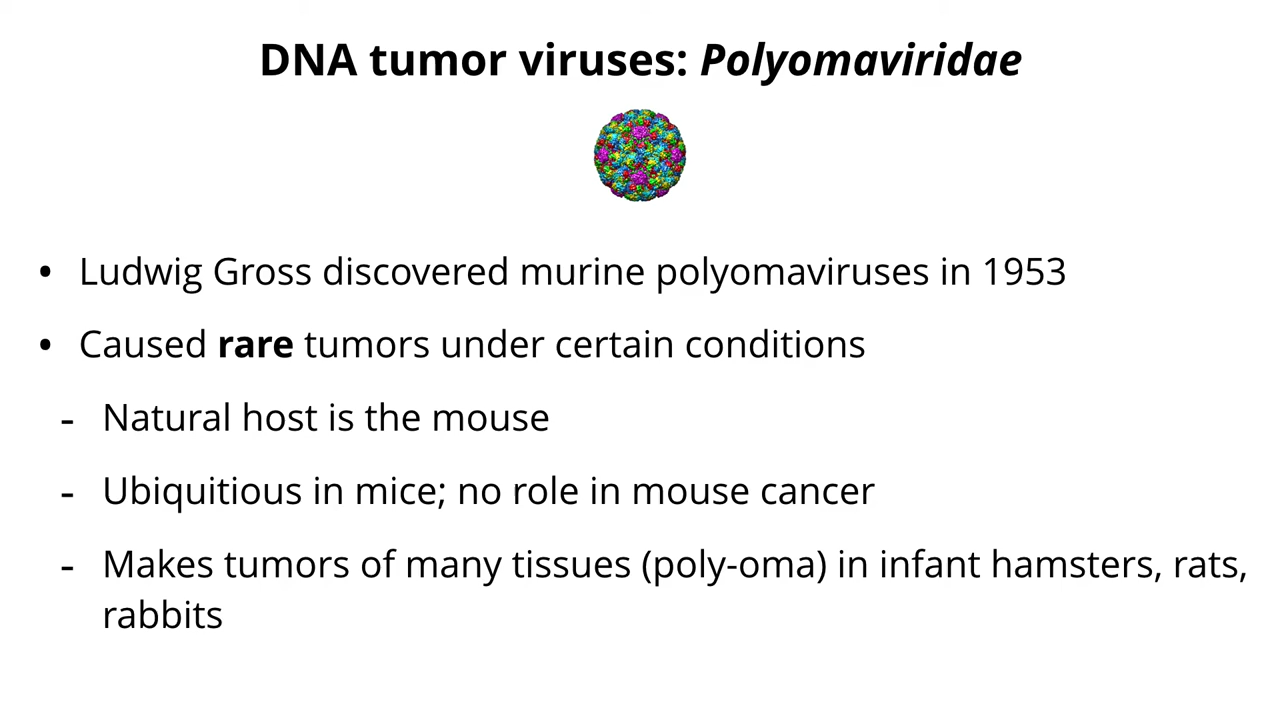 DNA tumor viruses: Polyomaviridae
• Ludwig Gross discovered murine polyomaviruses in 1953
• Caused rare tumors under certain conditions
- Natural host is the mouse
- Ubiquitious in mice; no role in mouse cancer
- Makes tumors of many tissues (poly-oma) in infant hamsters, rats,
rabbits